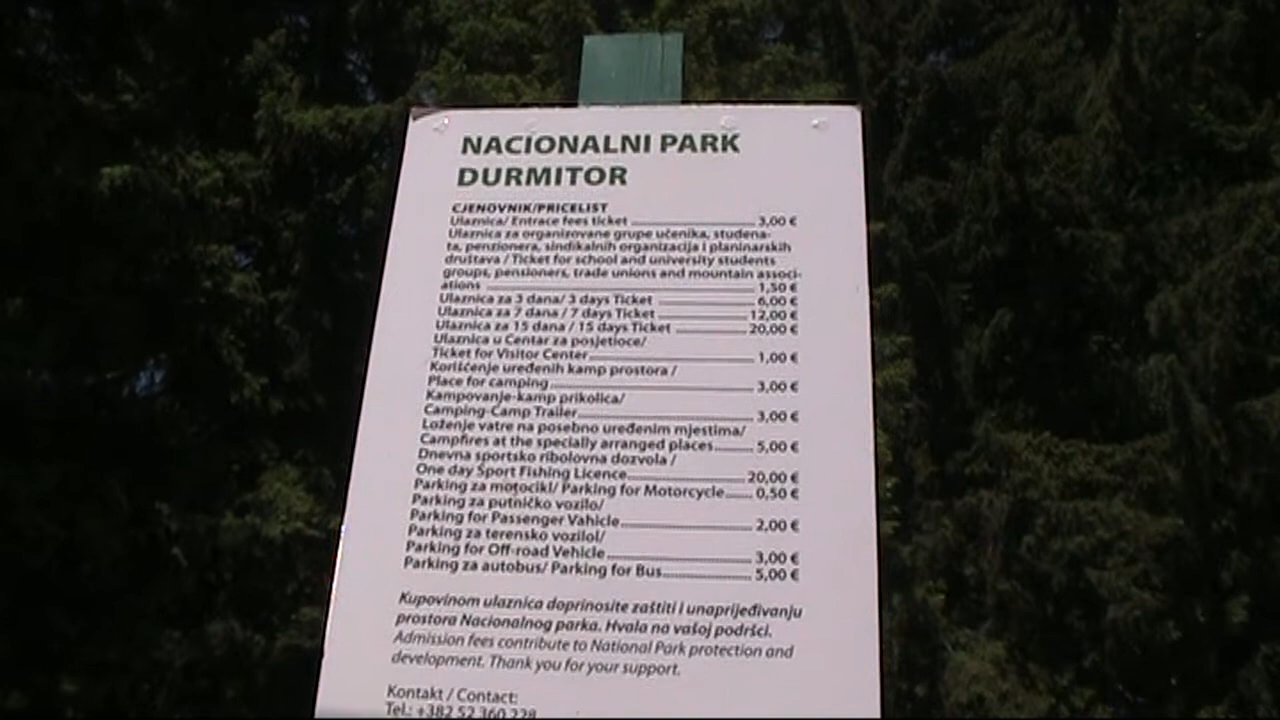 NACIONALNI PARK
DURMITOR
CJENOVNIK/PRICELIST
Ulaznica/ Entrace fees ticket 3,00 €
Ulaznica za organizovane grupe učenika, studena-
ta, penzionera, sindikalnih organizacija i planinarskih
društava / Ticket for school and university students
groups, pensioners, trade unions and mountain associ-
ations 1,50 €
Ulaznica za 3 dana/ 3 days Ticket 6,00 €
Ulaznica za 7 dana / 7 days Ticket 12,00 €
Ulaznica za 15 dana / 15 days Ticket 20,00 €
Ulaznica u Centar za posjetioce/
Ticket for Visitor Center 1,00 €
Korišćenje uređenih kamp prostora /
Place for camping 3,00 €
Kampovanje-kamp prikolica/
Camping-Camp Trailer 3,00 €
Loženje vatre na posebno uređenim mjestima/
Campfires at the specially arranged places 5,00 €
Dnevna sportsko ribolovna dozvola /
One day Sport Fishing Licence 20,00 €
Parking za motocikl/ Parking for Motorcycle 0,50 €
Parking za putničko vozilo/
Parking for Passenger Vahicle 2,00 €
Parking za terensko vozilol/
Parking for Off-road Vehicle 3,00 €
Parking za autobus/ Parking for Bus 5,00 €
Kupovinom ulaznica doprinosite zaštiti i unaprijeđivanju
prostora Nacionalnog parka. Hvala na vašoj podršci.
Admission fees contribute to National Park protection and
development. Thank you for your support.
Kontakt / Contact:
Tel.: +382 52 360 228